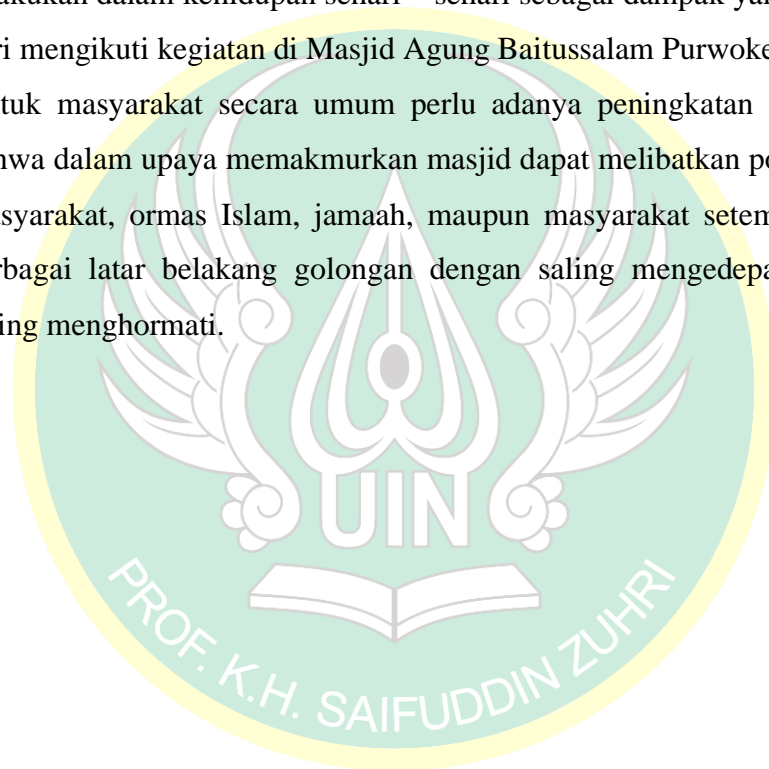 dalam kehidupan sehari – sehari sebagai dampak
mengikuti kegiatan di Masjid Agung Baitussalam
masyarakat secara umum perlu adanya peningkatan
dalam upaya memakmurkan masjid dapat melibatkan
ormas Islam, jamaah, maupun masyarakat
latar belakang golongan dengan saling
menghormati.
UIN
PROF. K.H. SAIFUDDIN ZUHRI